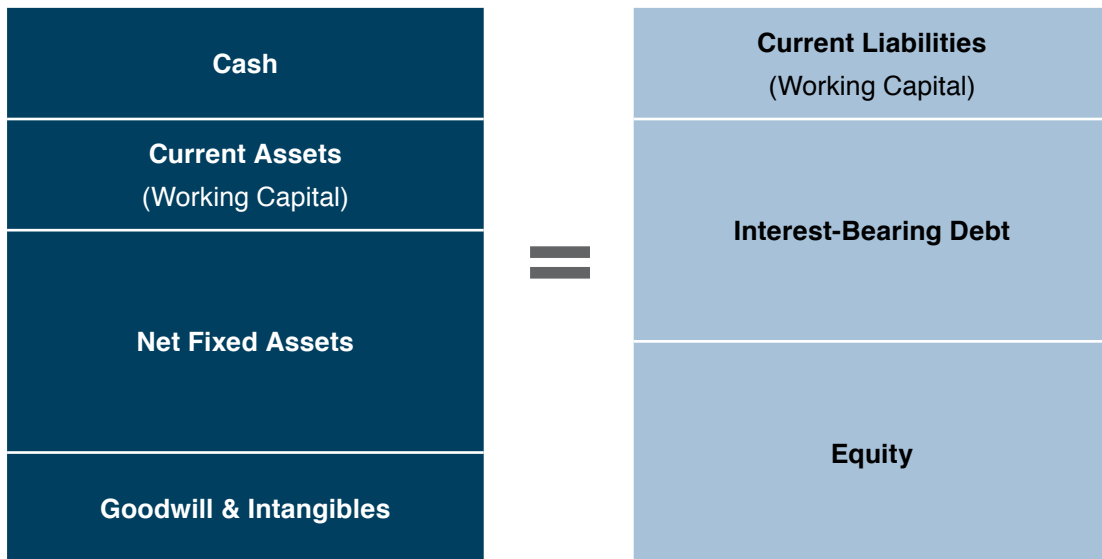 Cash
Current Assets
(Working Capital)
Net Fixed Assets
Goodwill & Intangibles
=
Current Liabilities
(Working Capital)
Interest-Bearing Debt
Equity